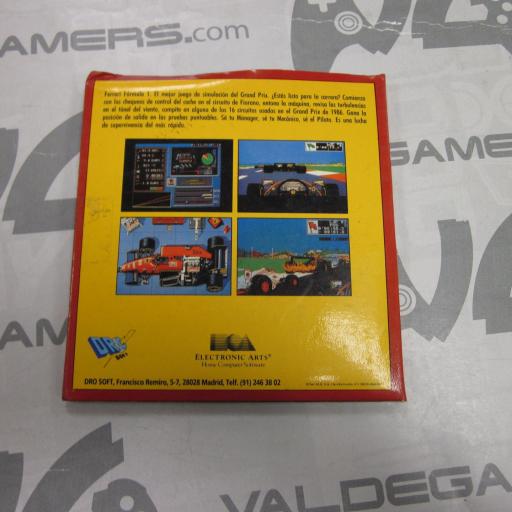 AMERS.COM
VALD
GAMERS
Ferrari Fórmula 1. El mejor juego de simulación del Grand Prix. ¿Estás listo para la carrera? Comienza
con los chequeos de control del coche en el circuito de Fiorano, entona la máquina, revisa las turbulencias
en el túnel del viento, compite en alguno de los 16 circuitos usados en el Grand Prix de 1986. Gana la
posición de salida en las pruebas puntuables. Sé tu Manager, sé tu Mecánico, sé el Piloto. Es una lucha
de supervivencia del más rápido.
EGAMERS
GAMERS
DRO
SOFT
ELECTRONIC ARTS®
Home Computer Software
DRO SOFT, Francisco Remiro, 5-7, 28028 Madrid, Telf. (91) 246 38 02
VALDEGA